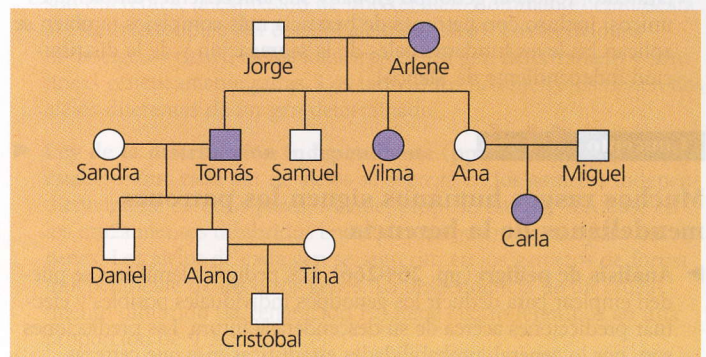 Jorge Arlene
Sandra Tomás Samuel Vilma Ana Miguel
Carla
Daniel Alano Tina
Cristóbal